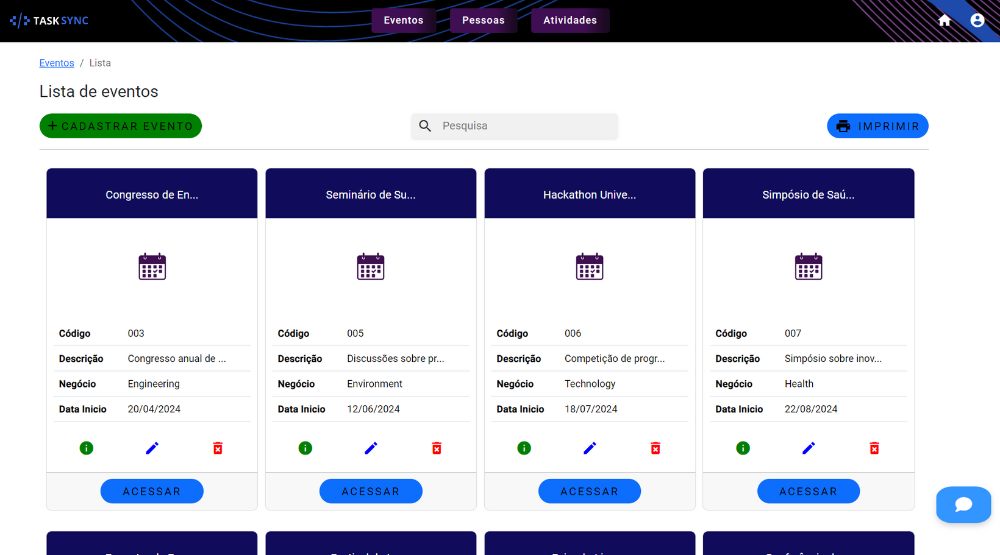 TASK SYNC
Eventos
Pessoas
Atividades
Eventos / Lista
Lista de eventos
+ CADASTRAR EVENTO
Pesquisa
IMPRIMIR
Congresso de En...
Código 003
Descrição Congresso anual de ...
Negócio Engineering
Data Inicio 20/04/2024
ACESSAR
Seminário de Su...
Código 005
Descrição Discussões sobre pr...
Negócio Environment
Data Inicio 12/06/2024
ACESSAR
Hackathon Unive...
Código 006
Descrição Competição de progr...
Negócio Technology
Data Inicio 18/07/2024
ACESSAR
Simpósio de Saú...
Código 007
Descrição Simpósio sobre inov...
Negócio Health
Data Inicio 22/08/2024
ACESSAR